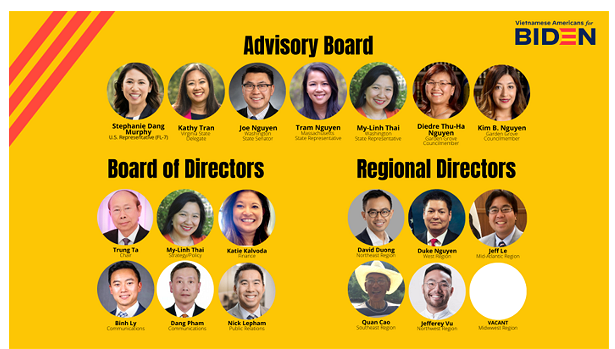 Vietnamese Americans for
BIDEN
Advisory Board
Stephanie Dang
Murphy
U.S. Representative (FL-7)
Kathy Tran
Virginia State
Delegate
Joe Nguyen
Washington
State Senator
Tram Nguyen
Massachusetts
State Representative
My-Linh Thai
Washington
State Representative
Diedre Thu-Ha
Nguyen
Garden Grove
Councilmember
Kim B. Nguyen
Garden Grove
Councilmember
Board of Directors
Trung Ta
Chair
My-Linh Thai
Strategy/Policy
Katie Kalvoda
Finance
Binh Ly
Communications
Dang Pham
Communications
Nick Lepham
Public Relations
Regional Directors
David Duong
Northeast Region
Duke Nguyen
West Region
Jeff Le
Mid-Atlantic Region
Quan Cao
Southeast Region
Jefferey Vu
Northwest Region
VACANT
Midwest Region